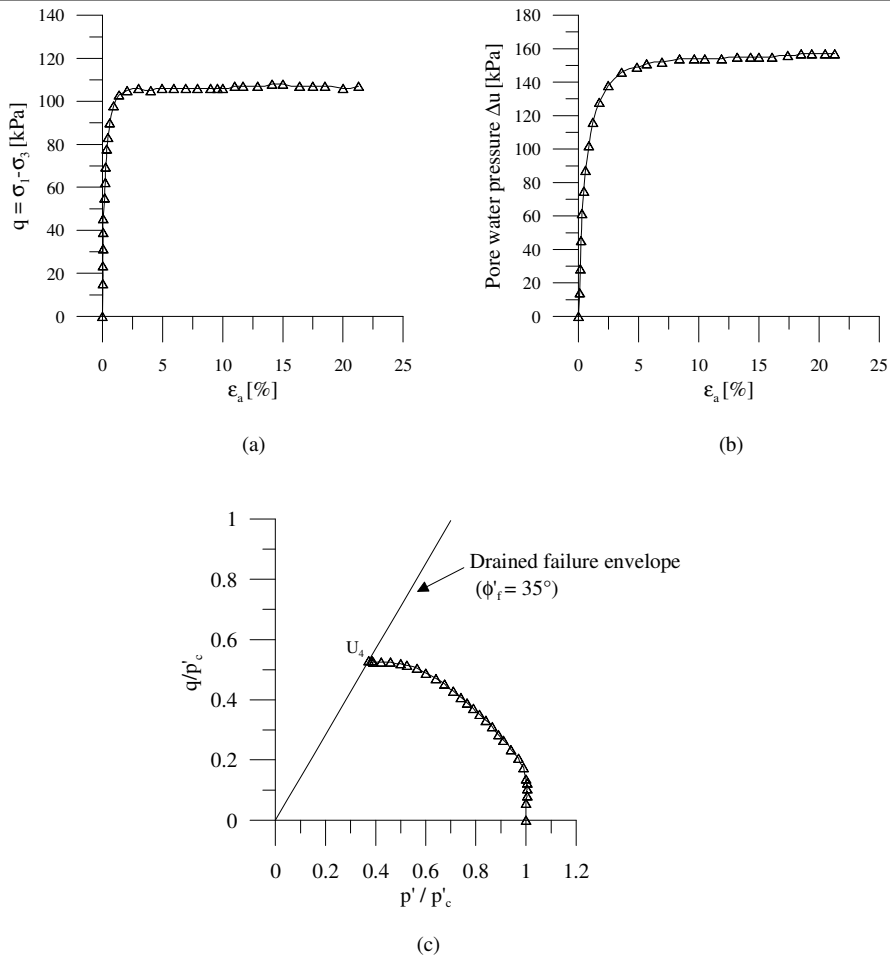 140
120
100
80
60
40
20
0
q = σ₁-σ₃ [kPa]
0 5 10 15 20 25
εₐ [%]
(a)
180
160
140
120
100
80
60
40
20
0
Pore water pressure Δu [kPa]
0 5 10 15 20 25
εₐ [%]
(b)
1
0.8
0.6
0.4
0.2
0
q/p'c
Drained failure envelope
(ϕ'f = 35°)
U₄
0 0.2 0.4 0.6 0.8 1 1.2
p' / p'c
(c)